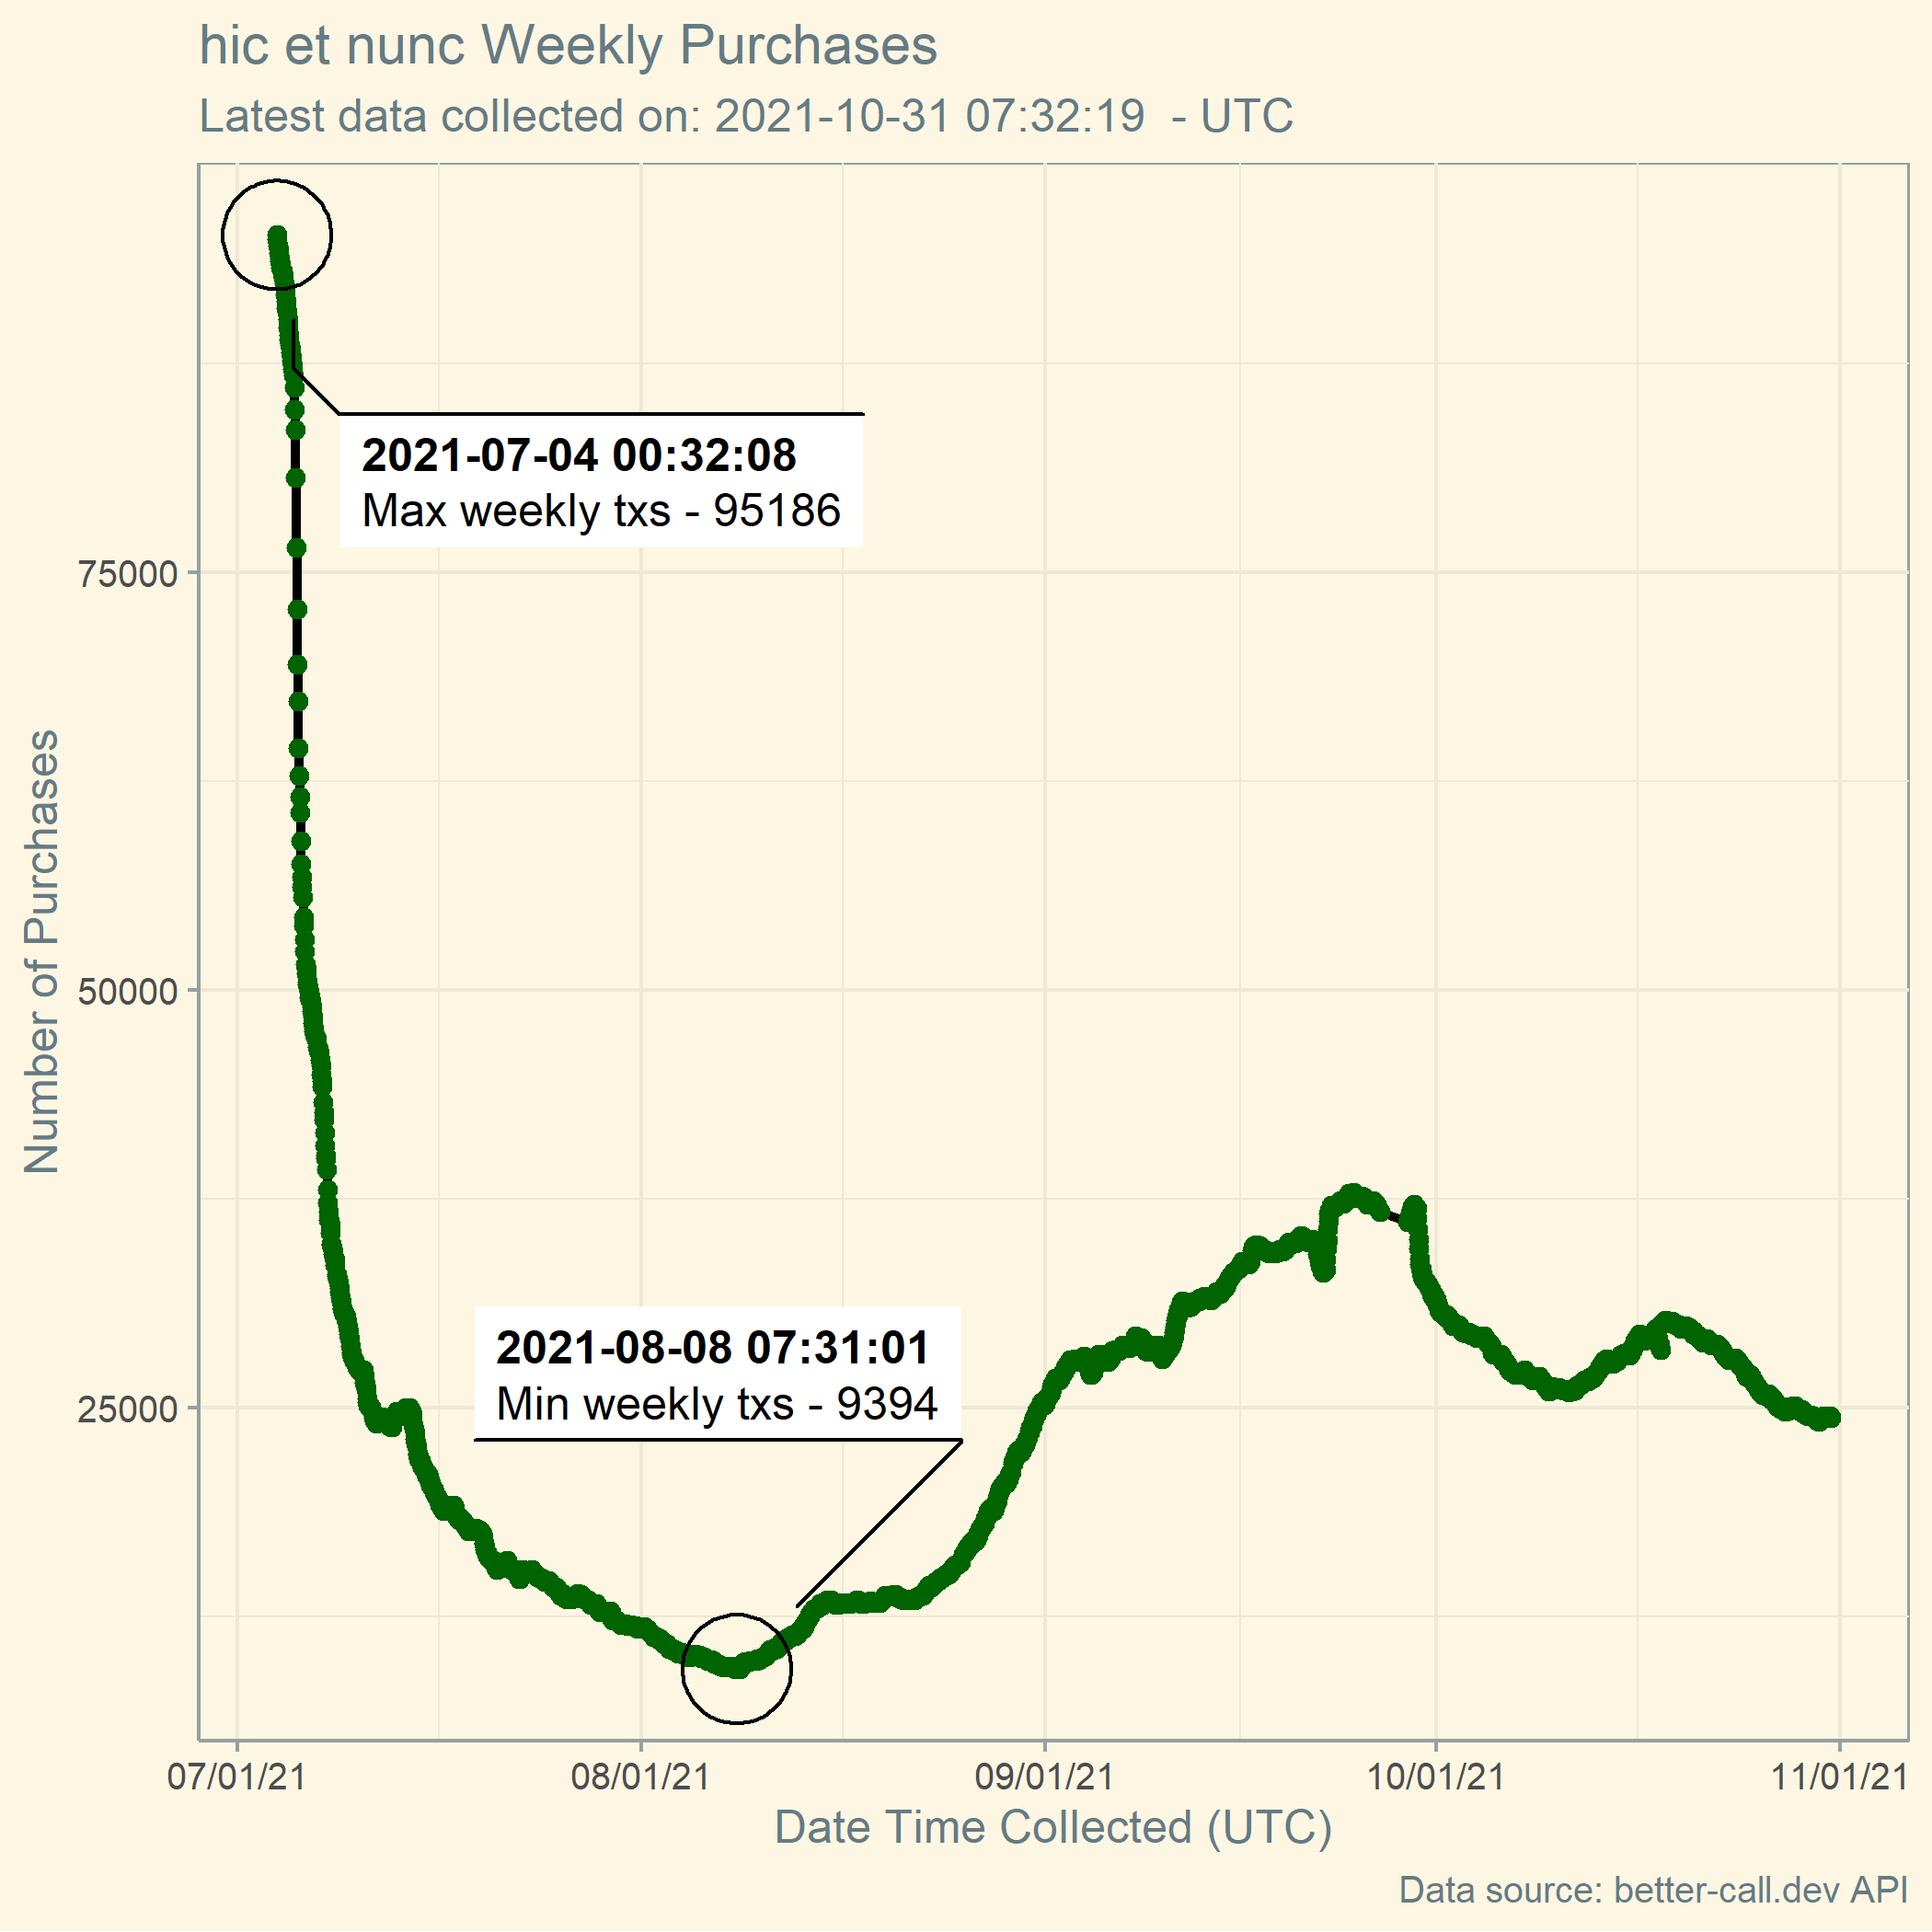 hic et nunc Weekly Purchases
Latest data collected on: 2021-10-31 07:32:19  - UTC
2021-07-04 00:32:08
Max weekly txs - 95186
75000
Number of Purchases
50000
2021-08-08 07:31:01
Min weekly txs - 9394
25000
07/01/21 08/01/21 09/01/21 10/01/21 11/01/21
Date Time Collected (UTC)
Data source: better-call.dev API